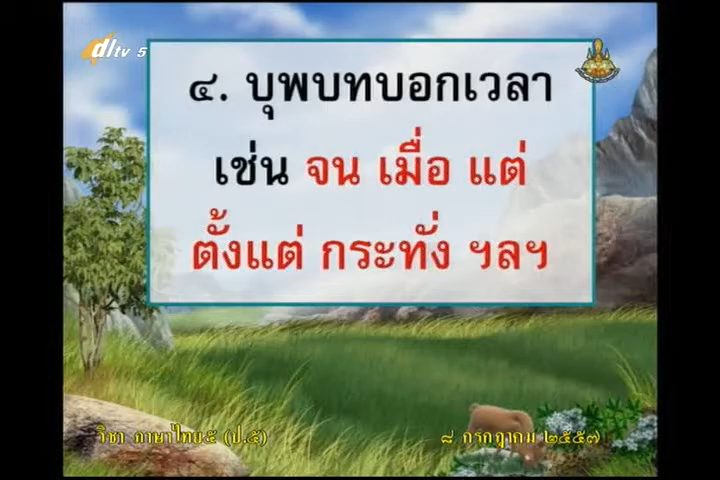 dltv 5
๔. บุพบทบอกเวลา
เช่น จน เมื่อ แต่
ตั้งแต่ กระทั่ง ฯลฯ
วิชา ภาษาไทย๕ (ป.๕)
๘ กรกฎาคม ๒๕๕๗